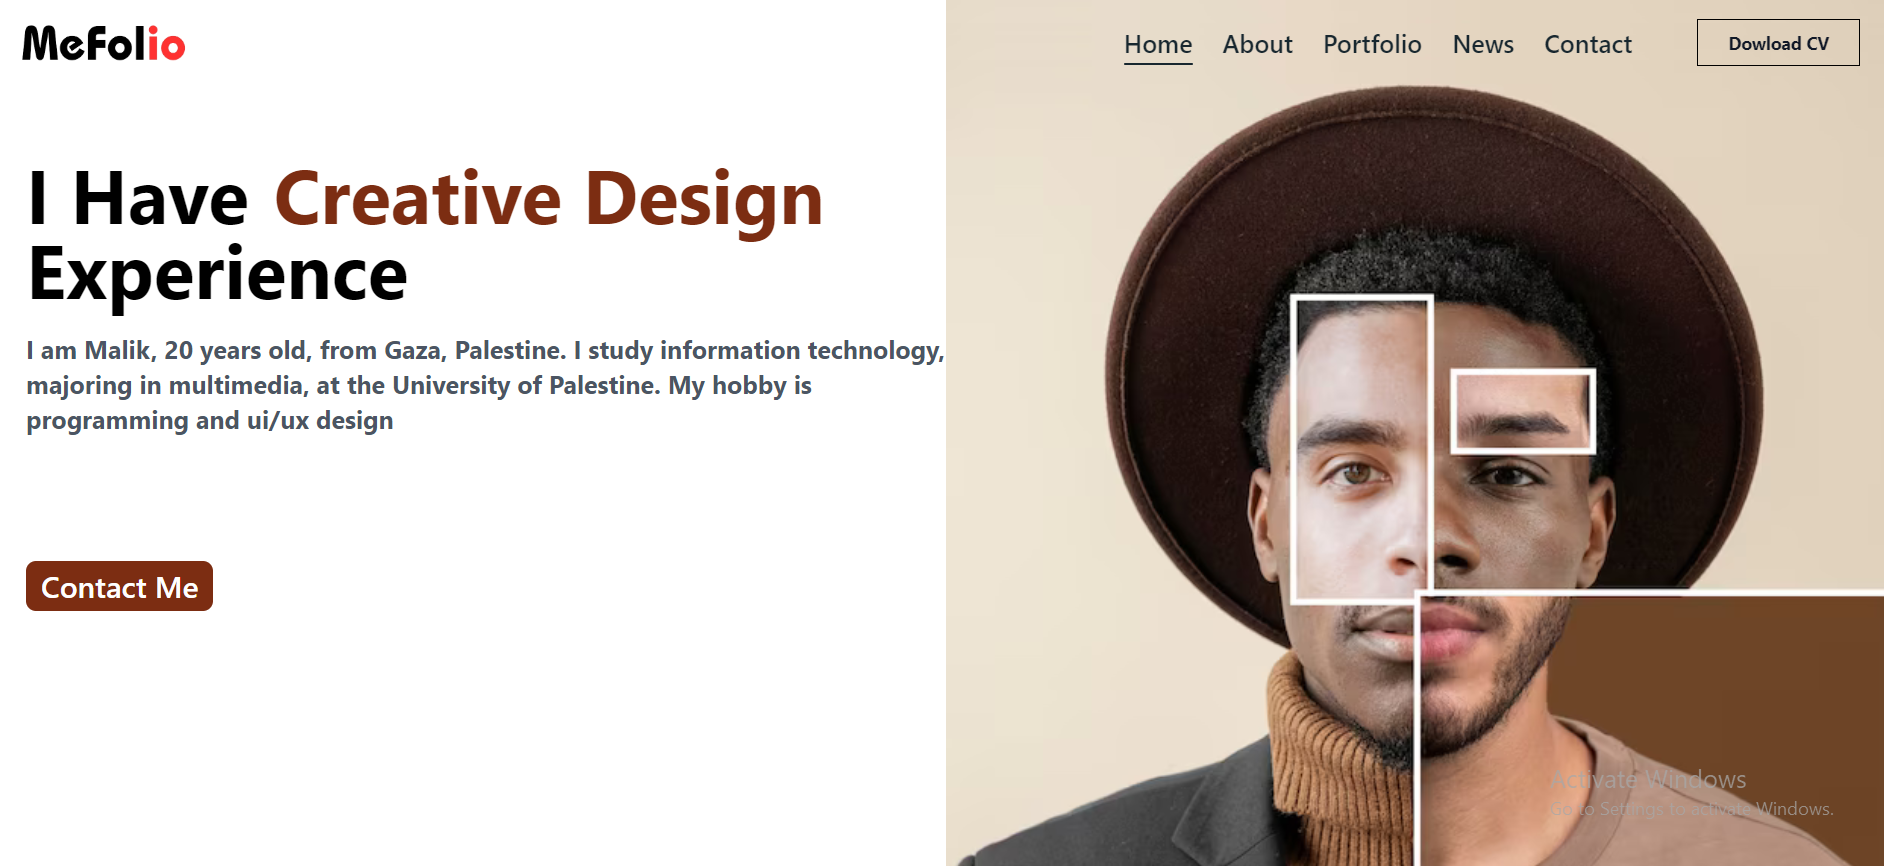 MeFolio
Home About Portfolio News Contact
Dowload CV
I Have Creative Design
Experience
I am Malik, 20 years old, from Gaza, Palestine. I study information technology,
majoring in multimedia, at the University of Palestine. My hobby is
programming and ui/ux design
Contact Me
Activate Windows
Go to Settings to activate Windows.